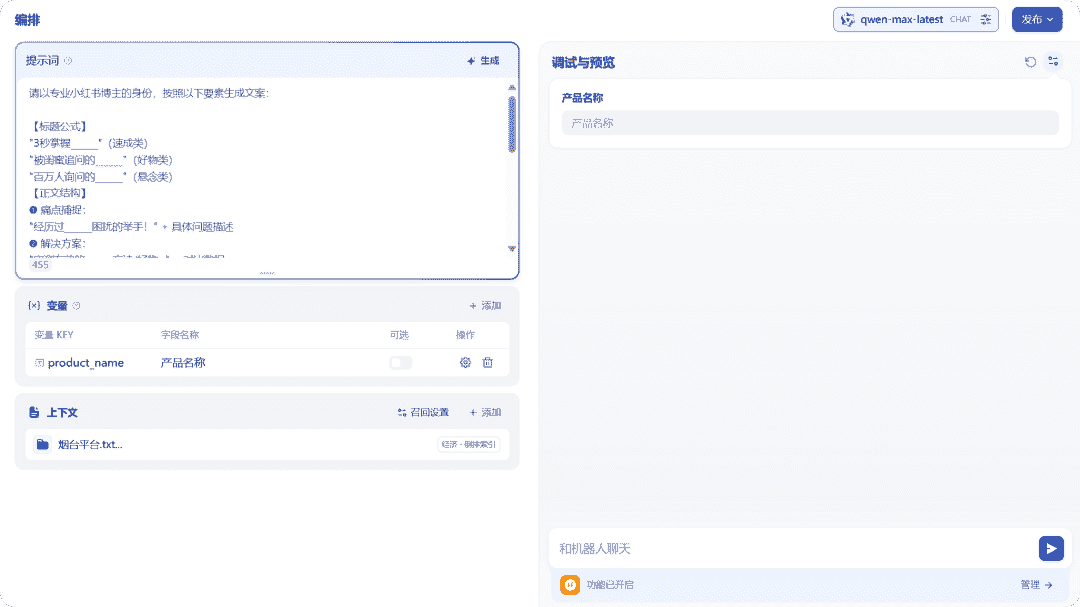 编排
qwen-max-latest CHAT
发布
提示词
生成
请以专业小红书博主的身份，按照以下要素生成文案：
【标题公式】
"3秒掌握_____"（速成类）
"被闺蜜追问的_____"（好物类）
"百万人询问的_____"（悬念类）
【正文结构】
❶ 痛点捕捉：
"经历过_____困扰的举手！" + 具体问题描述
❷ 解决方案：
455
{x} 变量
+ 添加
变量 KEY 字段名称 可选 操作
product_name 产品名称
上下文
召回设置
+ 添加
烟台平台.txt...
经济 · 倒排索引
调试与预览
产品名称
产品名称
和机器人聊天
功能已开启
管理 →